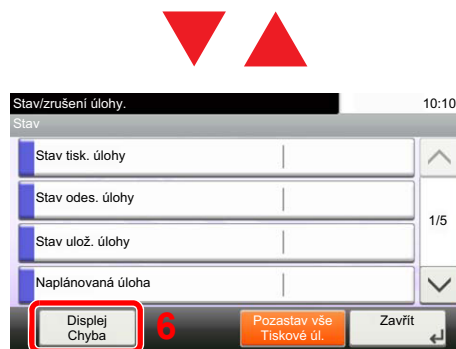 Stav/zrušení úlohy.
10:10
Stav
Stav tisk. úlohy
Stav odes. úlohy
Stav ulož. úlohy
1/5
Naplánovaná úloha
Displej
Chyba
6
Pozastav vše
Tiskové úl.
Zavřít